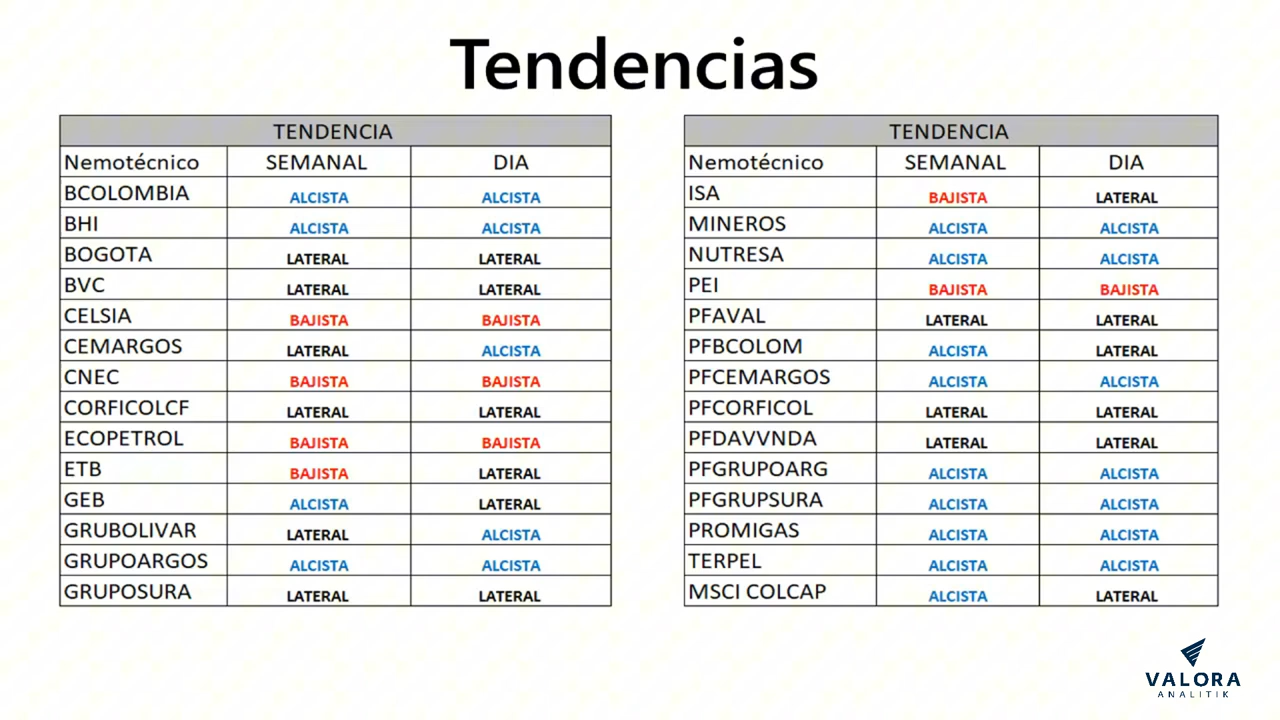 Tendencias
TENDENCIA
Nemotécnico SEMANAL DIA
BCOLOMBIA ALCISTA ALCISTA
BHI ALCISTA ALCISTA
BOGOTA LATERAL LATERAL
BVC LATERAL LATERAL
CELSIA BAJISTA BAJISTA
CEMARGOS LATERAL ALCISTA
CNEC BAJISTA BAJISTA
CORFICOLCF LATERAL LATERAL
ECOPETROL BAJISTA BAJISTA
ETB BAJISTA LATERAL
GEB ALCISTA LATERAL
GRUBOLIVAR LATERAL ALCISTA
GRUPOARGOS ALCISTA ALCISTA
GRUPOSURA LATERAL LATERAL
TENDENCIA
Nemotécnico SEMANAL DIA
ISA BAJISTA LATERAL
MINEROS ALCISTA ALCISTA
NUTRESA ALCISTA ALCISTA
PEI BAJISTA BAJISTA
PFAVAL LATERAL LATERAL
PFBCOLOM ALCISTA LATERAL
PFCEMARGOS ALCISTA ALCISTA
PFCORFICOL LATERAL LATERAL
PFDAVVNDA LATERAL LATERAL
PFGRUPOARG ALCISTA ALCISTA
PFGRUPSURA ALCISTA ALCISTA
PROMIGAS ALCISTA ALCISTA
TERPEL ALCISTA ALCISTA
MSCI COLCAP ALCISTA LATERAL
VALORA
ANALITIK